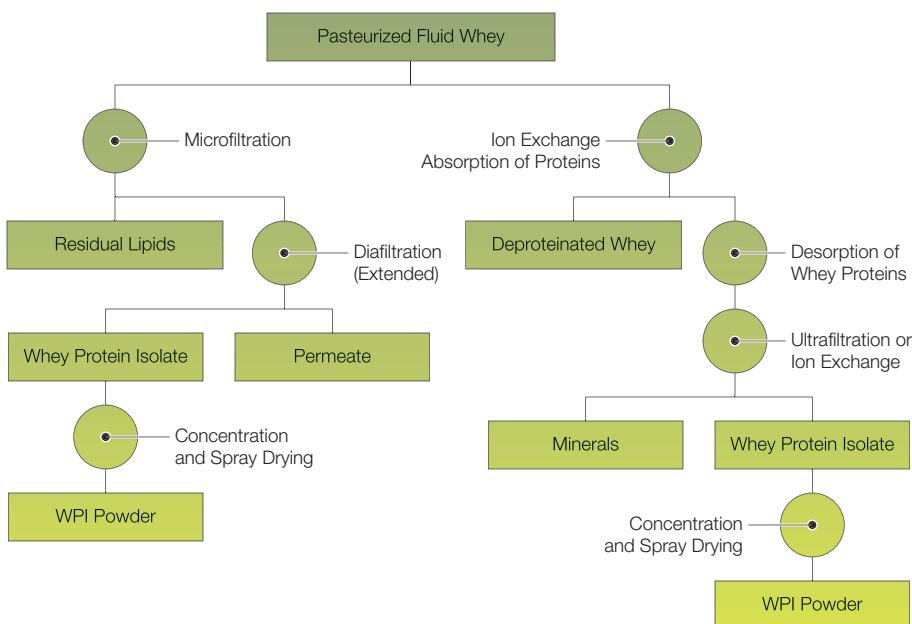 Pasteurized Fluid Whey
Microfiltration
Ion Exchange
Absorption of Proteins
Residual Lipids
Diafiltration
(Extended)
Deproteinated Whey
Desorption of
Whey Proteins
Whey Protein Isolate
Permeate
Ultrafiltration or
Ion Exchange
Concentration
and Spray Drying
Minerals
Whey Protein Isolate
WPI Powder
Concentration
and Spray Drying
WPI Powder